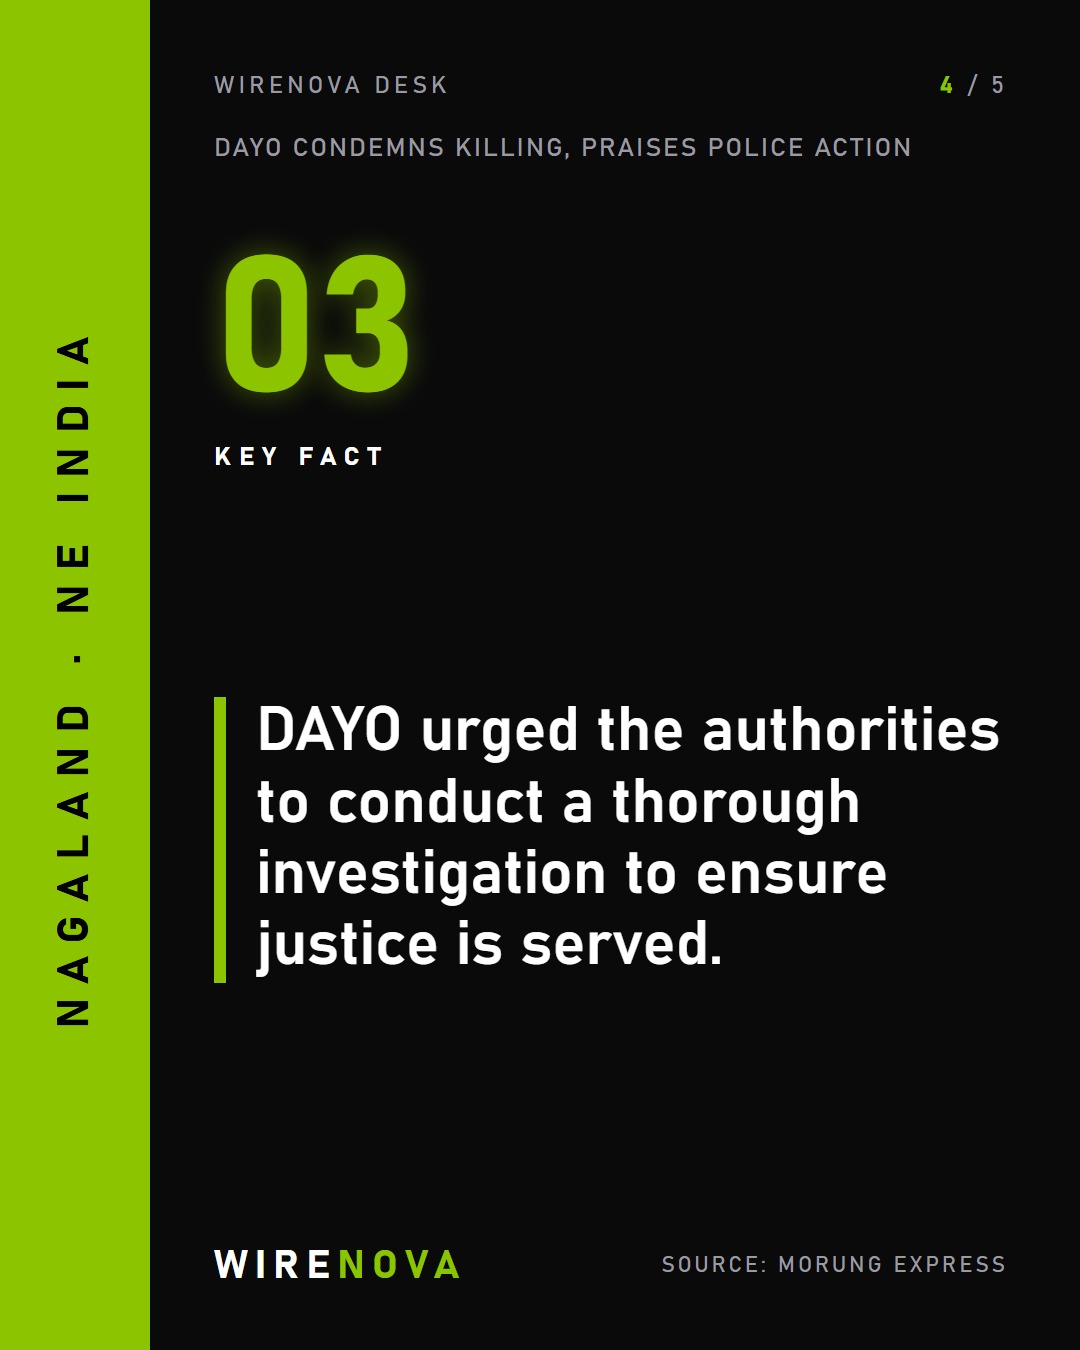 NAGALAND · NE INDIA
WIRENOVA DESK
4 / 5
DAYO CONDEMNS KILLING, PRAISES POLICE ACTION
03
KEY FACT
DAYO urged the authorities
to conduct a thorough
investigation to ensure
justice is served.
WIRENOVA
SOURCE: MORUNG EXPRESS